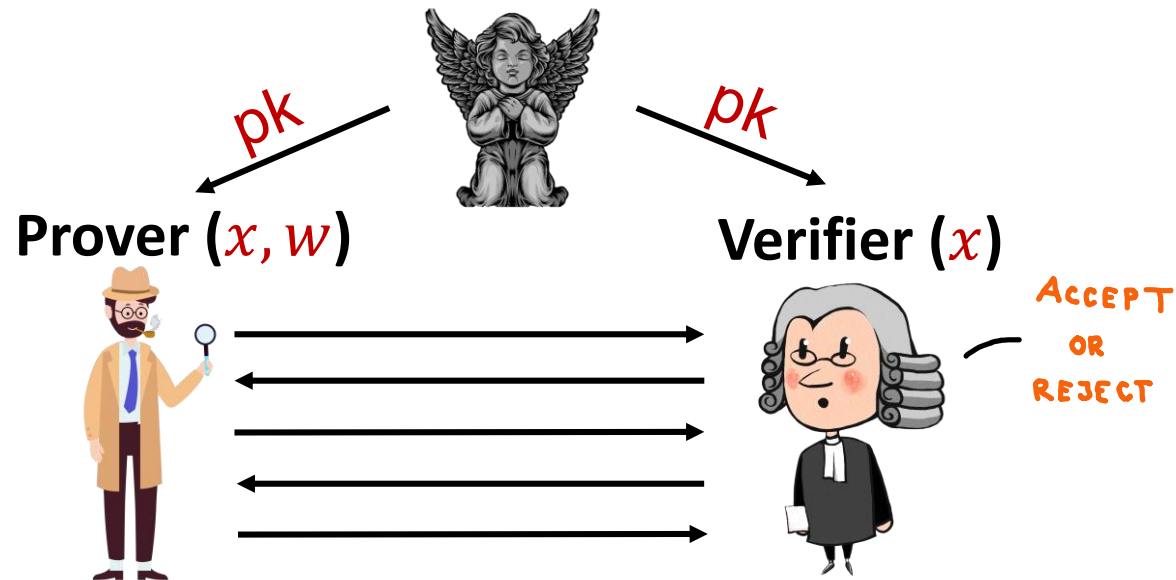 pk
pk
Prover (x, w)
Verifier (x)
ACCEPT
OR
REJECT